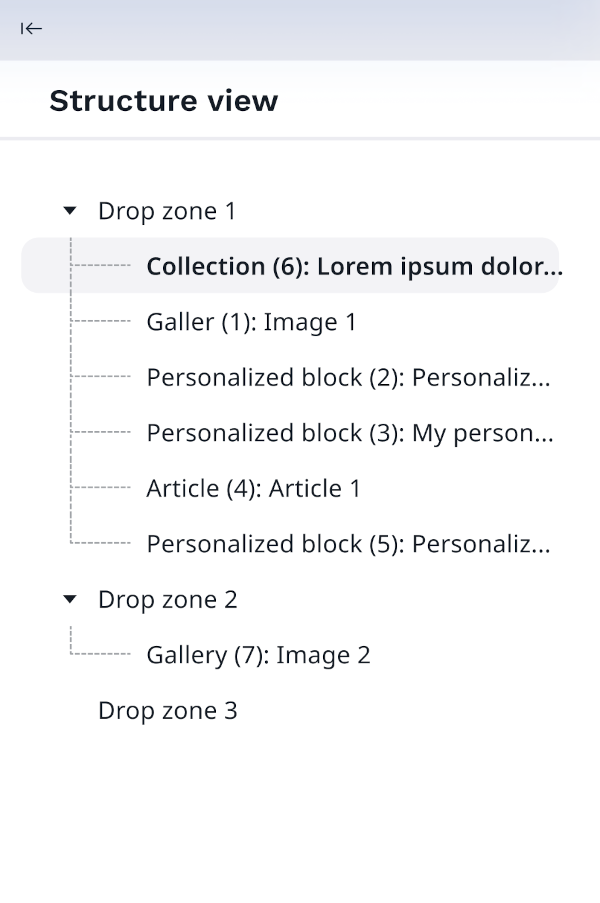 Structure view
Drop zone 1
Collection (6): Lorem ipsum dolor...
Galler (1): Image 1
Personalized block (2): Personaliz...
Personalized block (3): My person...
Article (4): Article 1
Personalized block (5): Personaliz...
Drop zone 2
Gallery (7): Image 2
Drop zone 3